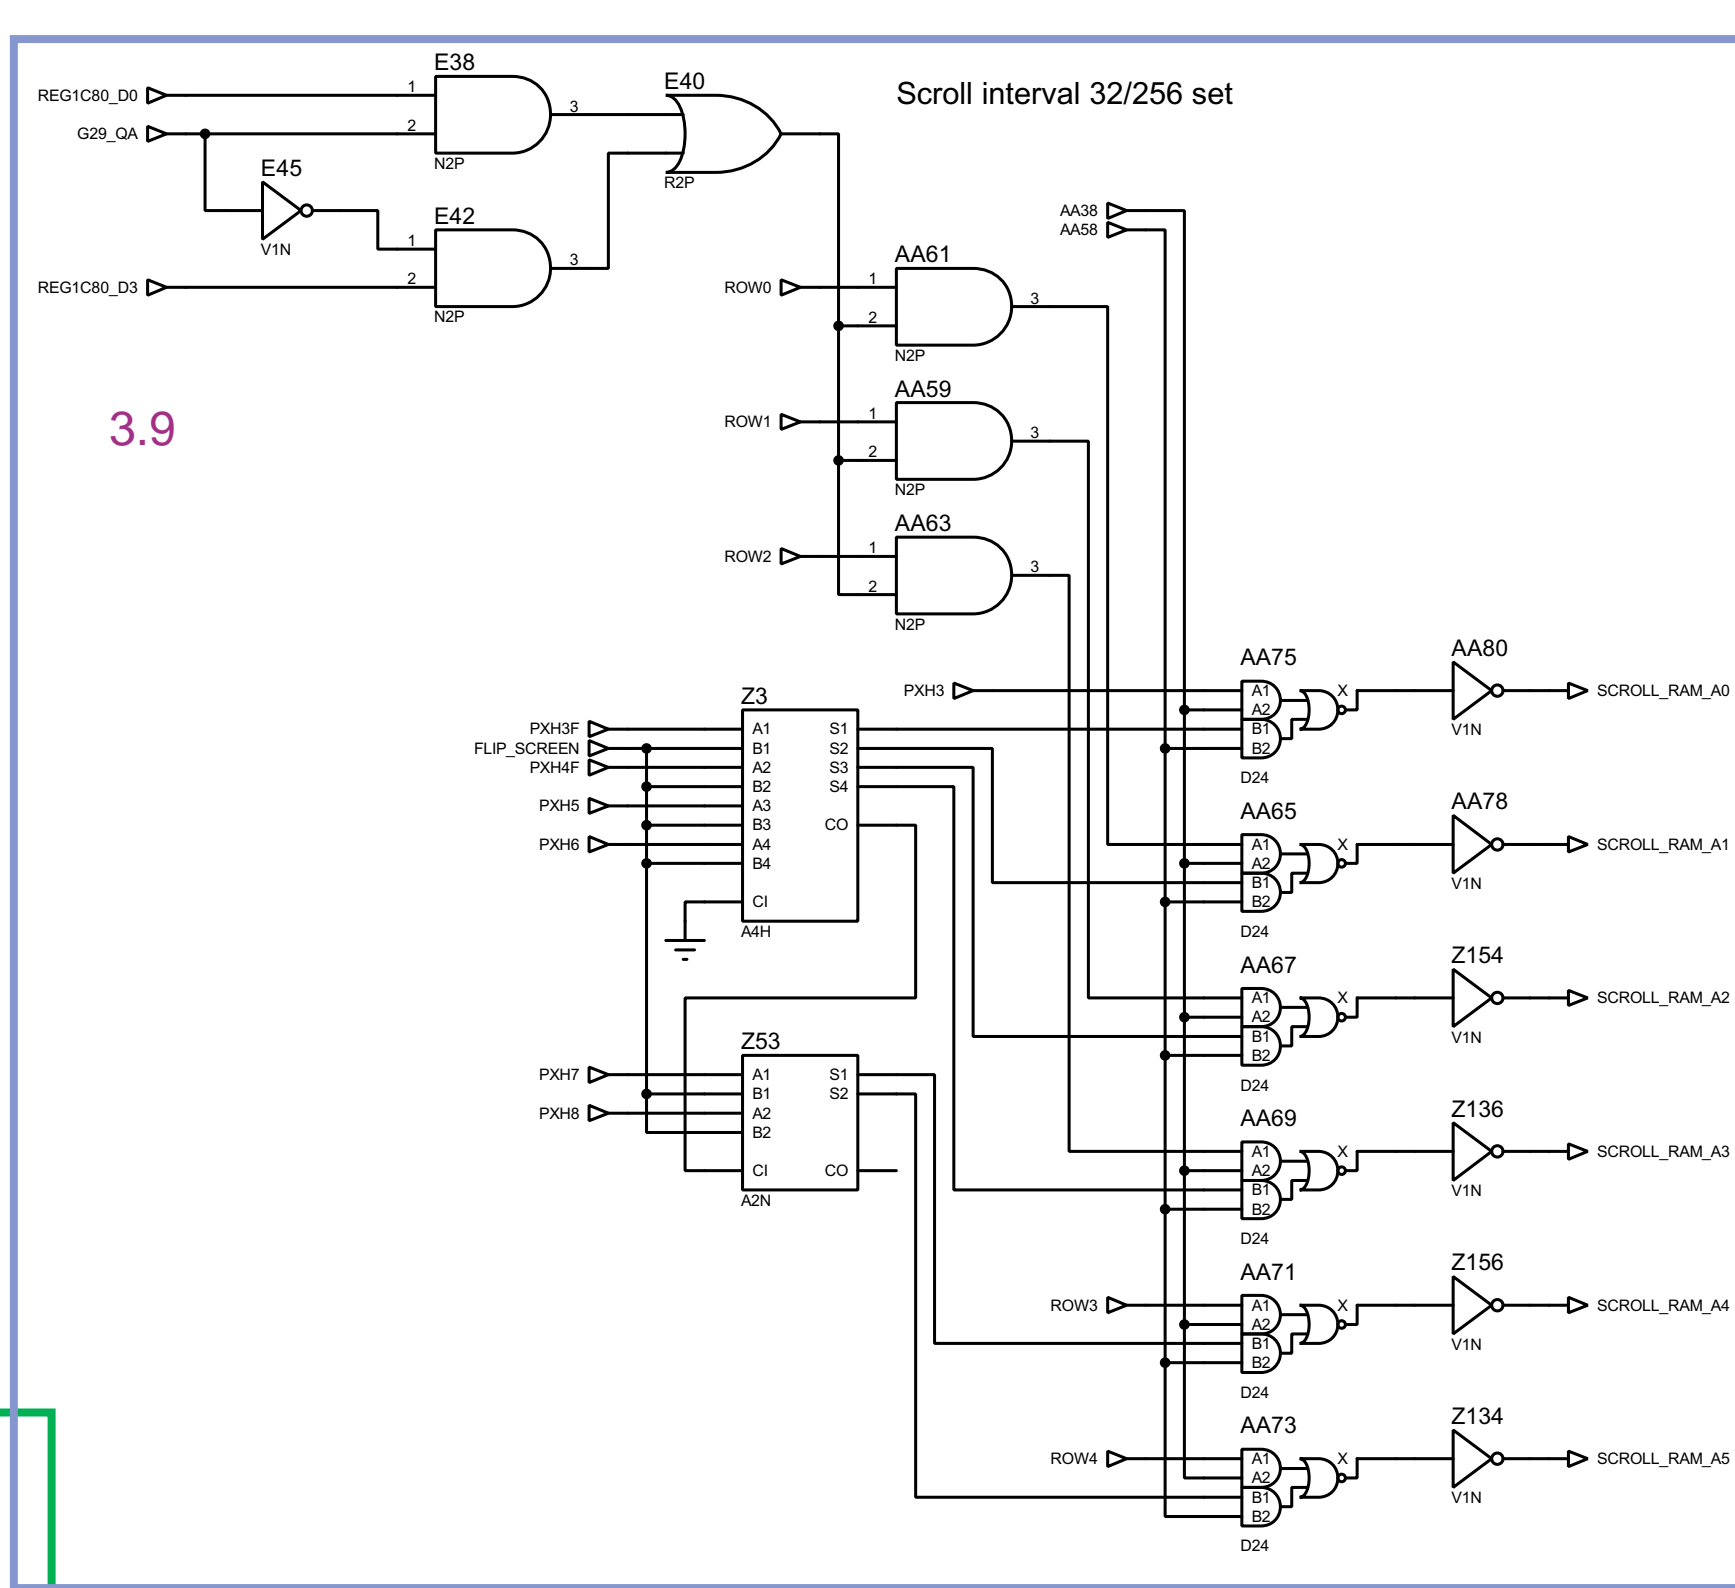 E38
E40
Scroll interval 32/256 set
REG1C80_D0
1
3
G29_QA
2
N2P
R2P
E45
V1N
E42
1
3
REG1C80_D3
2
N2P
AA38
AA58
AA61
ROW0
1
3
2
N2P
3.9
AA59
ROW1
1
3
2
N2P
AA63
ROW2
1
3
2
N2P
PXH3
AA75
A1
A2
B1
B2
X
D24
AA80
V1N
SCROLL_RAM_A0
Z3
PXH3F
FLIP_SCREEN
PXH4F
PXH5
PXH6
A1
B1
A2
B2
A3
B3
A4
B4
CI
S1
S2
S3
S4
CO
A4H
AA65
A1
A2
B1
B2
X
D24
AA78
V1N
SCROLL_RAM_A1
AA67
A1
A2
B1
B2
X
D24
Z154
V1N
SCROLL_RAM_A2
Z53
PXH7
PXH8
A1
B1
A2
B2
CI
S1
S2
CO
A2N
AA69
A1
A2
B1
B2
X
D24
Z136
V1N
SCROLL_RAM_A3
AA71
ROW3
A1
A2
B1
B2
X
D24
Z156
V1N
SCROLL_RAM_A4
AA73
ROW4
A1
A2
B1
B2
X
D24
Z134
V1N
SCROLL_RAM_A5